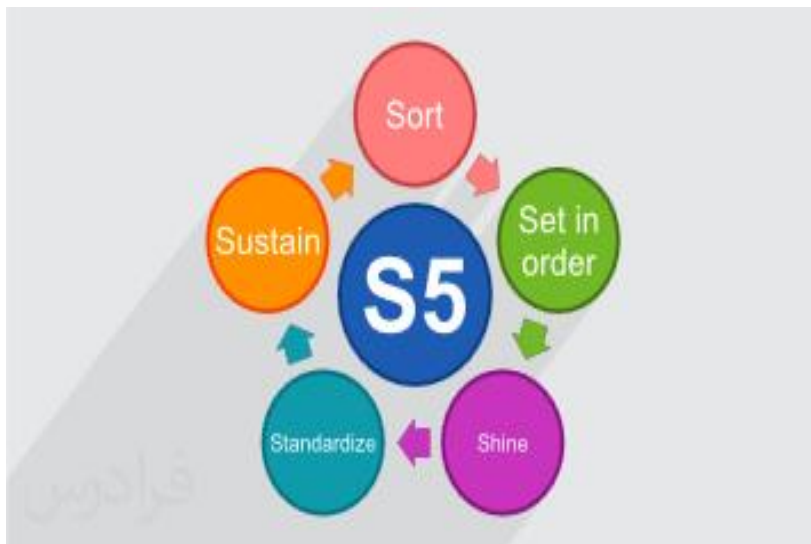 Sort
Set in
order
Shine
Standardize
Sustain
S5
فرادرس